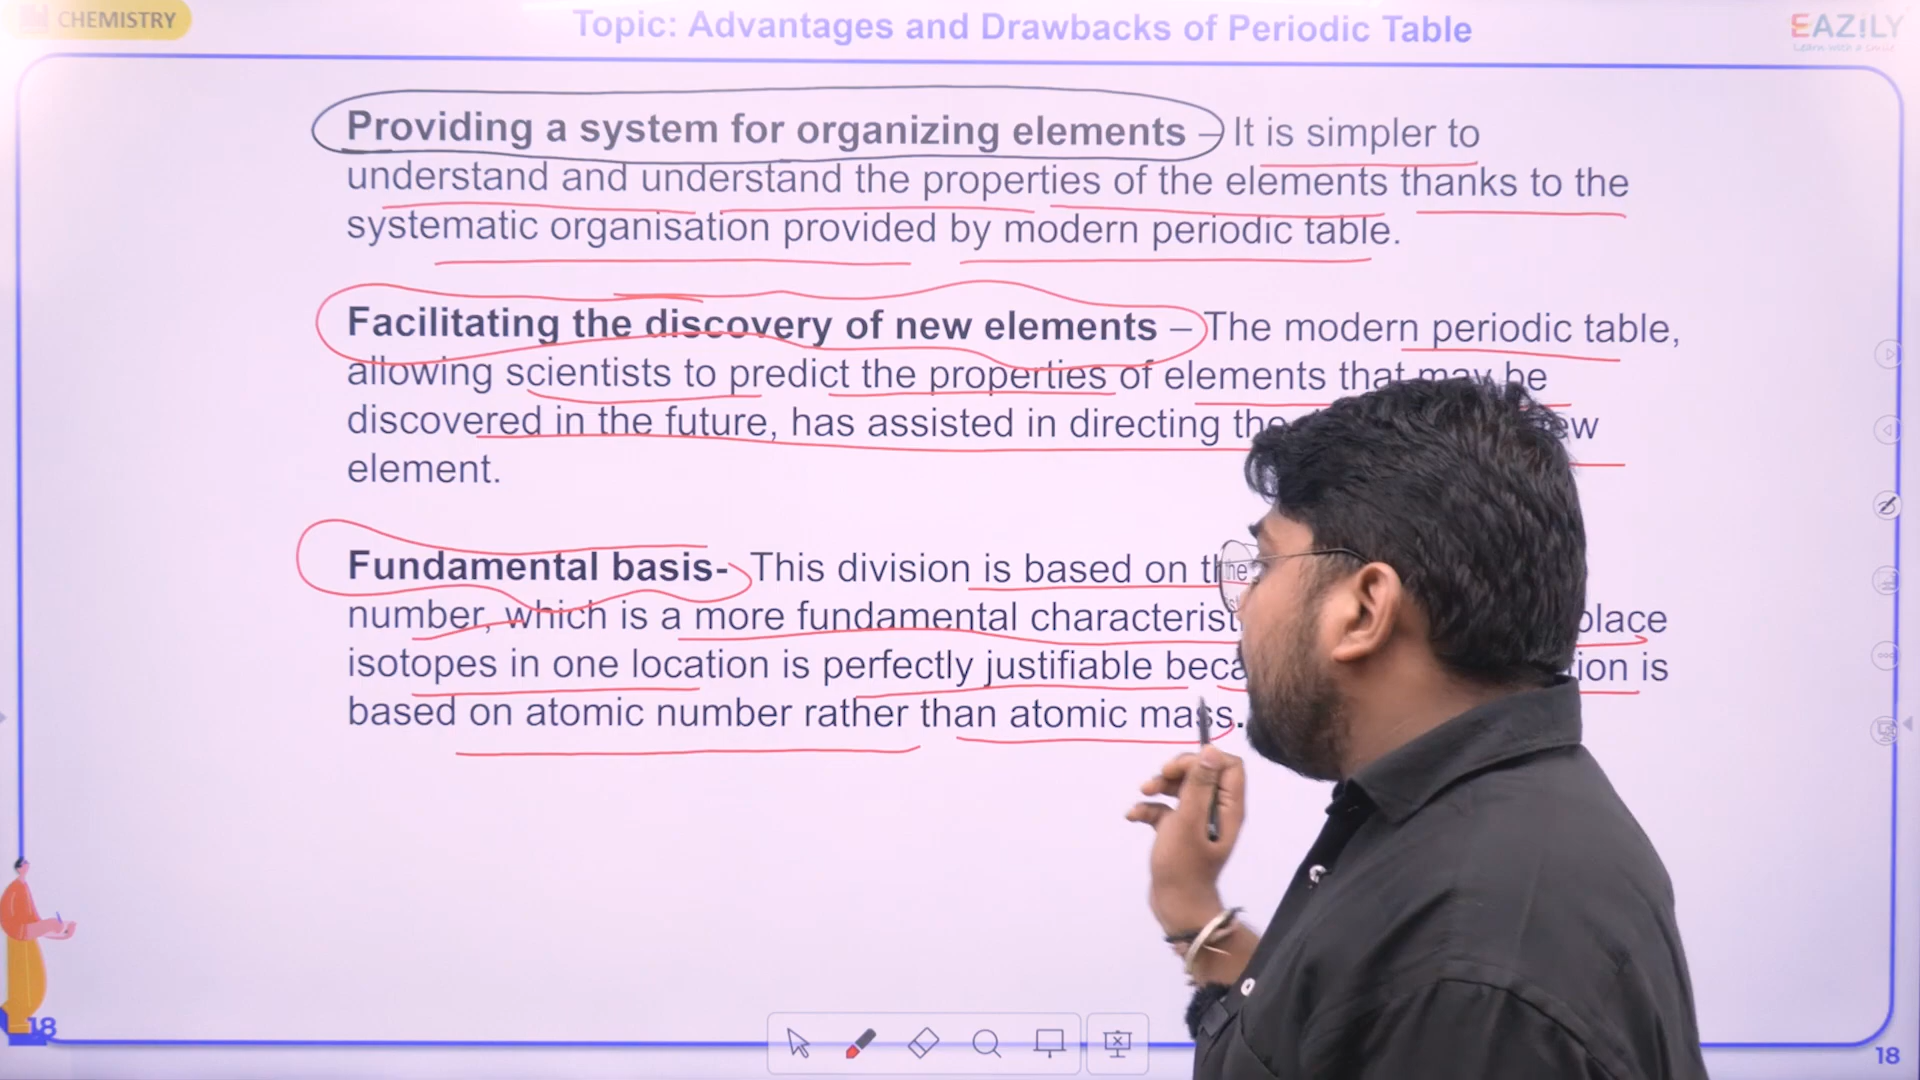 CHEMISTRY
Topic: Advantages and Drawbacks of Periodic Table
EAZILY
Learn with a Smile
Providing a system for organizing elements – It is simpler to
understand and understand the properties of the elements thanks to the
systematic organisation provided by modern periodic table.
Facilitating the discovery of new elements – The modern periodic table,
allowing scientists to predict the properties of elements that may be
discovered in the future, has assisted in directing the
element.
Fundamental basis- This division is based on the
number, which is a more fundamental place
isotopes in one location is perfectly justifiable is
based on atomic number rather than atomic mass.
18
18